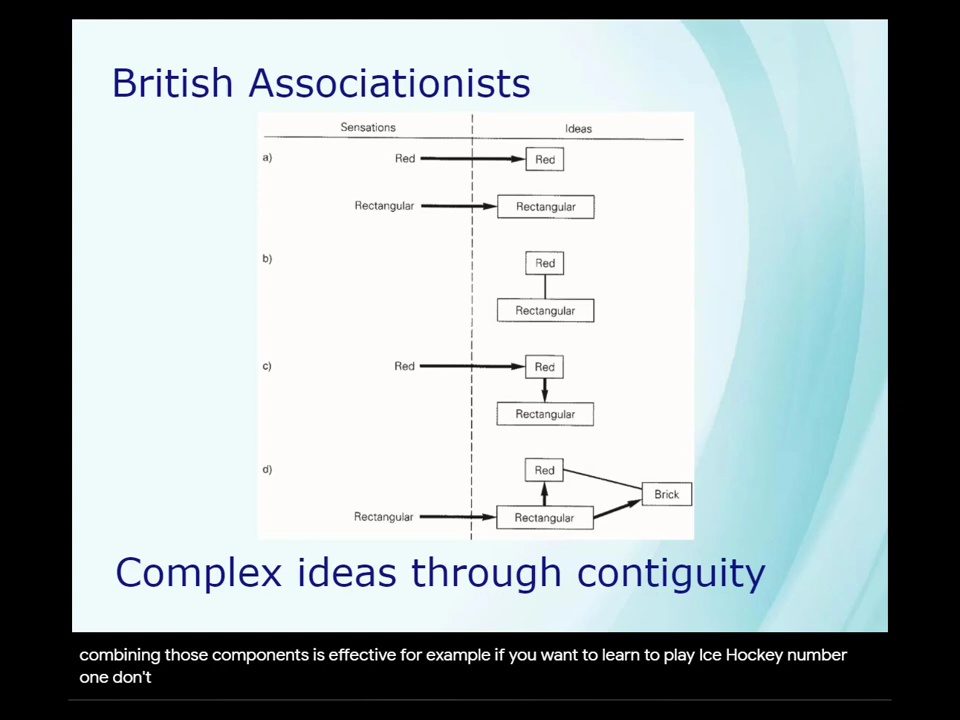 British Associationists
Sensations Ideas
a) Red Red
Rectangular Rectangular
b) Red
Rectangular
c) Red Red
Rectangular
d) Red
Brick
Rectangular Rectangular
Complex ideas through contiguity
combining those components is effective for example if you want to learn to play Ice Hockey number
one don't